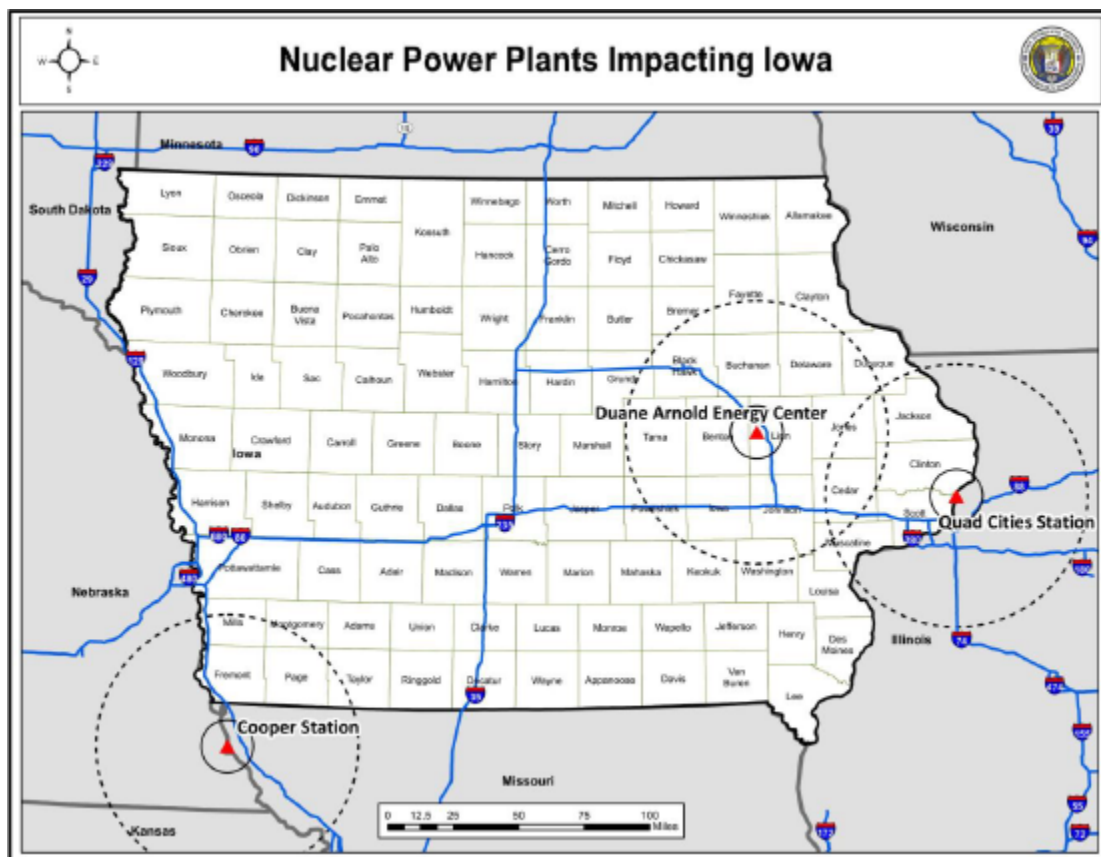 N
W
E
S
Nuclear Power Plants Impacting Iowa
Minnesota
South Dakota
Wisconsin
Lyon
Osceola
Dickinson
Emmet
Winnebago
Worth
Mitchell
Howard
Winneshiek
Allamakee
Kossuth
Sioux
Obrien
Clay
Palo
Alto
Hancock
Cerro
Gordo
Floyd
Chickasaw
Fayette
Clayton
Plymouth
Cherokee
Buena
Vista
Pocahontas
Humboldt
Wright
Franklin
Butler
Bremer
Woodbury
Ida
Sac
Calhoun
Webster
Hamilton
Hardin
Grundy
Black
Hawk
Buchanan
Delaware
Dubuque
Duane Arnold Energy Center
Jackson
Monona
Crawford
Carroll
Greene
Boone
Story
Marshall
Tama
Benton
Linn
Jones
Iowa
Clinton
Cedar
Harrison
Shelby
Audubon
Guthrie
Dallas
Polk
Jasper
Poweshiek
Iowa
Johnson
Scott
Quad Cities Station
Muscatine
Pottawattamie
Cass
Adair
Madison
Warren
Marion
Mahaska
Keokuk
Washington
Louisa
Nebraska
Illinois
Mills
Montgomery
Adams
Union
Clarke
Lucas
Monroe
Wapello
Jefferson
Henry
Des
Moines
Fremont
Page
Taylor
Ringgold
Decatur
Wayne
Appanoose
Davis
Van
Buren
Lee
Cooper Station
Missouri
Kansas
0 12.5 25 50 75 100
Miles
29
35
74